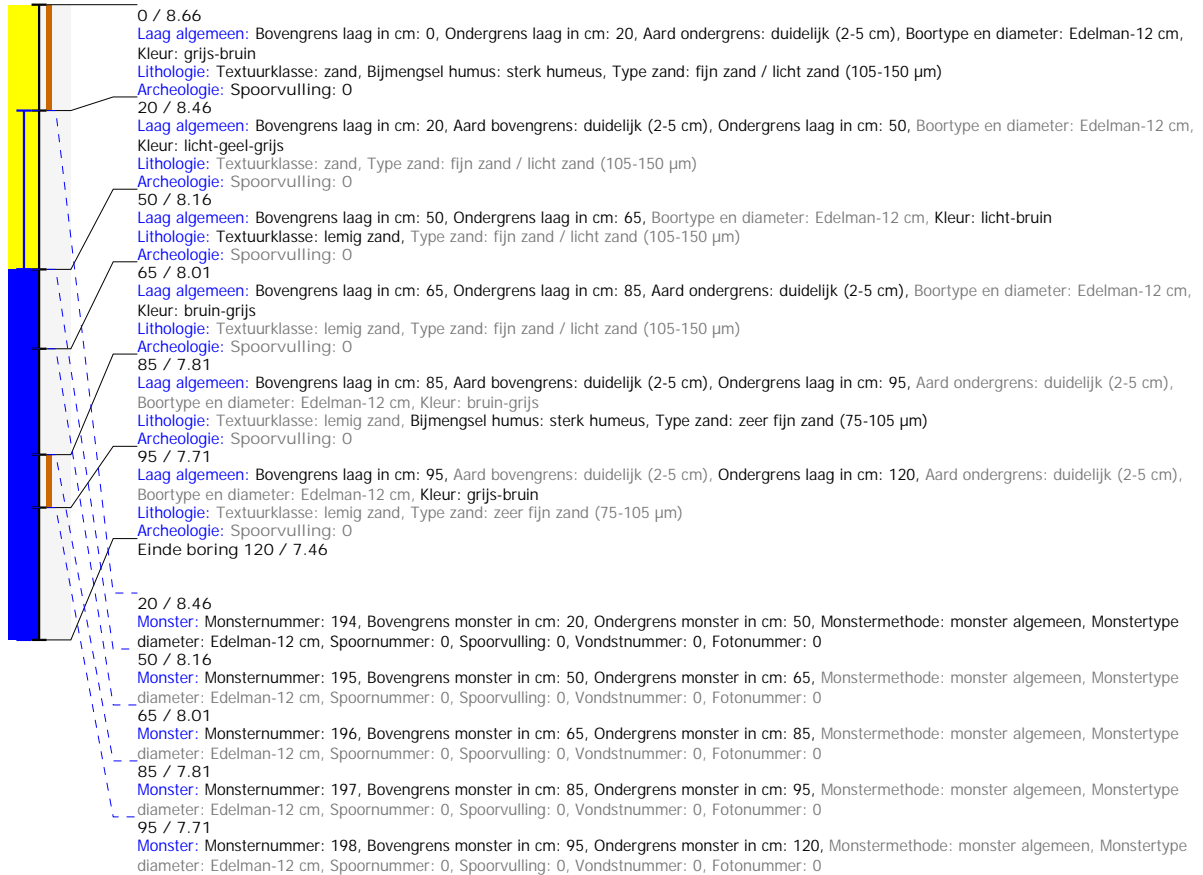 0 / 8.66
Laag algemeen: Bovengrens laag in cm: 0, Ondergrens laag in cm: 20, Aard ondergrens: duidelijk (2-5 cm), Boortype en diameter: Edelman-12 cm,
Kleur: grijs-bruin
Lithologie: Textuurklasse: zand, Bijmengsel humus: sterk humeus, Type zand: fijn zand / licht zand (105-150 µm)
Archeologie: Spoorvulling: 0
20 / 8.46
Laag algemeen: Bovengrens laag in cm: 20, Aard bovengrens: duidelijk (2-5 cm), Ondergrens laag in cm: 50, Boortype en diameter: Edelman-12 cm,
Kleur: licht-geel-grijs
Lithologie: Textuurklasse: zand, Type zand: fijn zand / licht zand (105-150 µm)
Archeologie: Spoorvulling: 0
50 / 8.16
Laag algemeen: Bovengrens laag in cm: 50, Ondergrens laag in cm: 65, Boortype en diameter: Edelman-12 cm, Kleur: licht-bruin
Lithologie: Textuurklasse: lemig zand, Type zand: fijn zand / licht zand (105-150 µm)
Archeologie: Spoorvulling: 0
65 / 8.01
Laag algemeen: Bovengrens laag in cm: 65, Ondergrens laag in cm: 85, Aard ondergrens: duidelijk (2-5 cm), Boortype en diameter: Edelman-12 cm,
Kleur: bruin-grijs
Lithologie: Textuurklasse: lemig zand, Type zand: fijn zand / licht zand (105-150 µm)
Archeologie: Spoorvulling: 0
85 / 7.81
Laag algemeen: Bovengrens laag in cm: 85, Aard bovengrens: duidelijk (2-5 cm), Ondergrens laag in cm: 95, Aard ondergrens: duidelijk (2-5 cm),
Boortype en diameter: Edelman-12 cm, Kleur: bruin-grijs
Lithologie: Textuurklasse: lemig zand, Bijmengsel humus: sterk humeus, Type zand: zeer fijn zand (75-105 µm)
Archeologie: Spoorvulling: 0
95 / 7.71
Laag algemeen: Bovengrens laag in cm: 95, Aard bovengrens: duidelijk (2-5 cm), Ondergrens laag in cm: 120, Aard ondergrens: duidelijk (2-5 cm),
Boortype en diameter: Edelman-12 cm, Kleur: grijs-bruin
Lithologie: Textuurklasse: lemig zand, Type zand: zeer fijn zand (75-105 µm)
Archeologie: Spoorvulling: 0
Einde boring 120 / 7.46
20 / 8.46
Monster: Monsternummer: 194, Bovengrens monster in cm: 20, Ondergrens monster in cm: 50, Monstermethode: monster algemeen, Monstertype
diameter: Edelman-12 cm, Spoornummer: 0, Spoorvulling: 0, Vondstnummer: 0, Fotonummer: 0
50 / 8.16
Monster: Monsternummer: 195, Bovengrens monster in cm: 50, Ondergrens monster in cm: 65, Monstermethode: monster algemeen, Monstertype
diameter: Edelman-12 cm, Spoornummer: 0, Spoorvulling: 0, Vondstnummer: 0, Fotonummer: 0
65 / 8.01
Monster: Monsternummer: 196, Bovengrens monster in cm: 65, Ondergrens monster in cm: 85, Monstermethode: monster algemeen, Monstertype
diameter: Edelman-12 cm, Spoornummer: 0, Spoorvulling: 0, Vondstnummer: 0, Fotonummer: 0
85 / 7.81
Monster: Monsternummer: 197, Bovengrens monster in cm: 85, Ondergrens monster in cm: 95, Monstermethode: monster algemeen, Monstertype
diameter: Edelman-12 cm, Spoornummer: 0, Spoorvulling: 0, Vondstnummer: 0, Fotonummer: 0
95 / 7.71
Monster: Monsternummer: 198, Bovengrens monster in cm: 95, Ondergrens monster in cm: 120, Monstermethode: monster algemeen, Monstertype
diameter: Edelman-12 cm, Spoornummer: 0, Spoorvulling: 0, Vondstnummer: 0, Fotonummer: 0